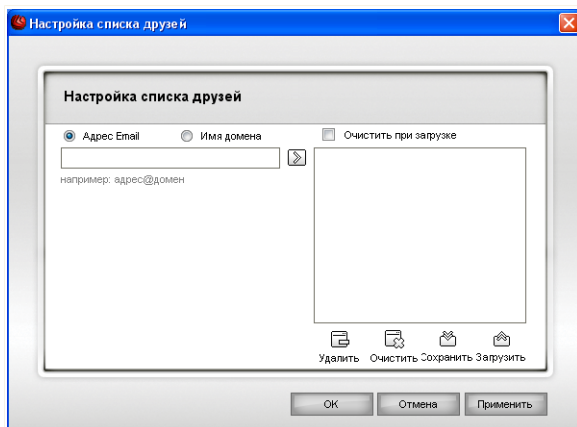 Настройка списка друзей
Настройка списка друзей
Адрес Email Имя домена Очистить при загрузке
например: адрес@домен
Удалить Очистить Сохранить Загрузить
OK Отмена Применить